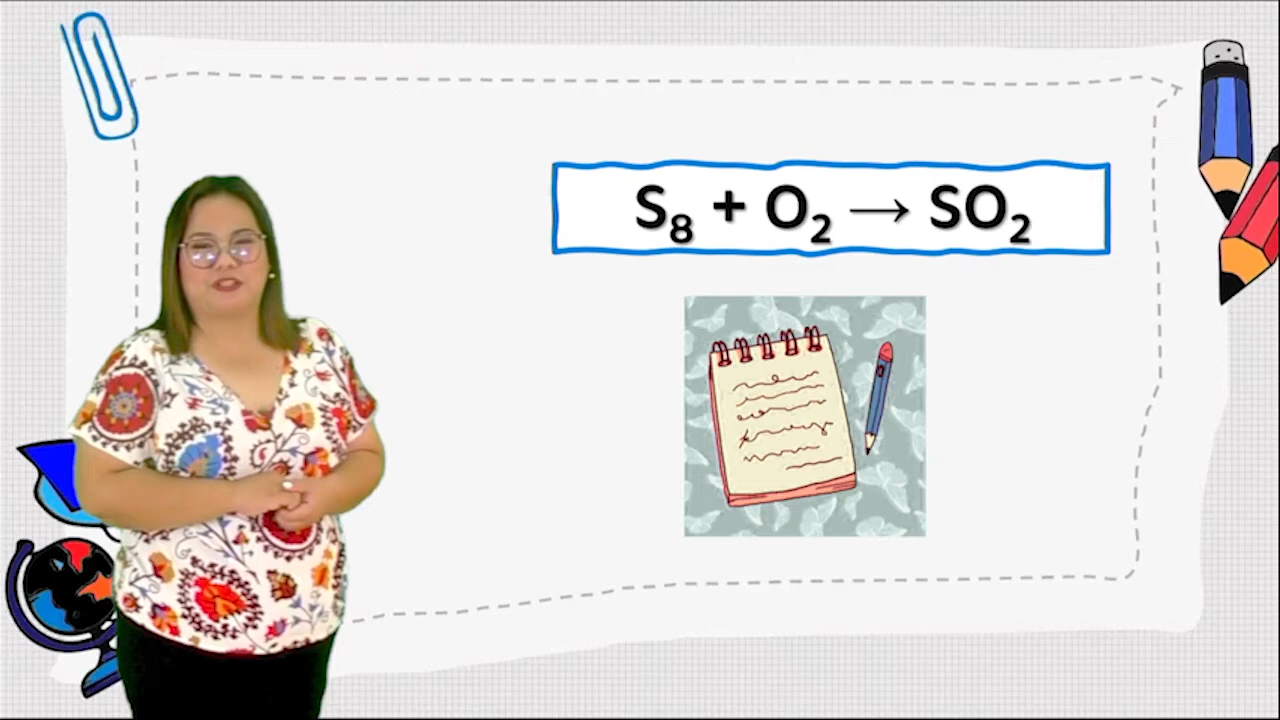 S₈ + O₂ → SO₂